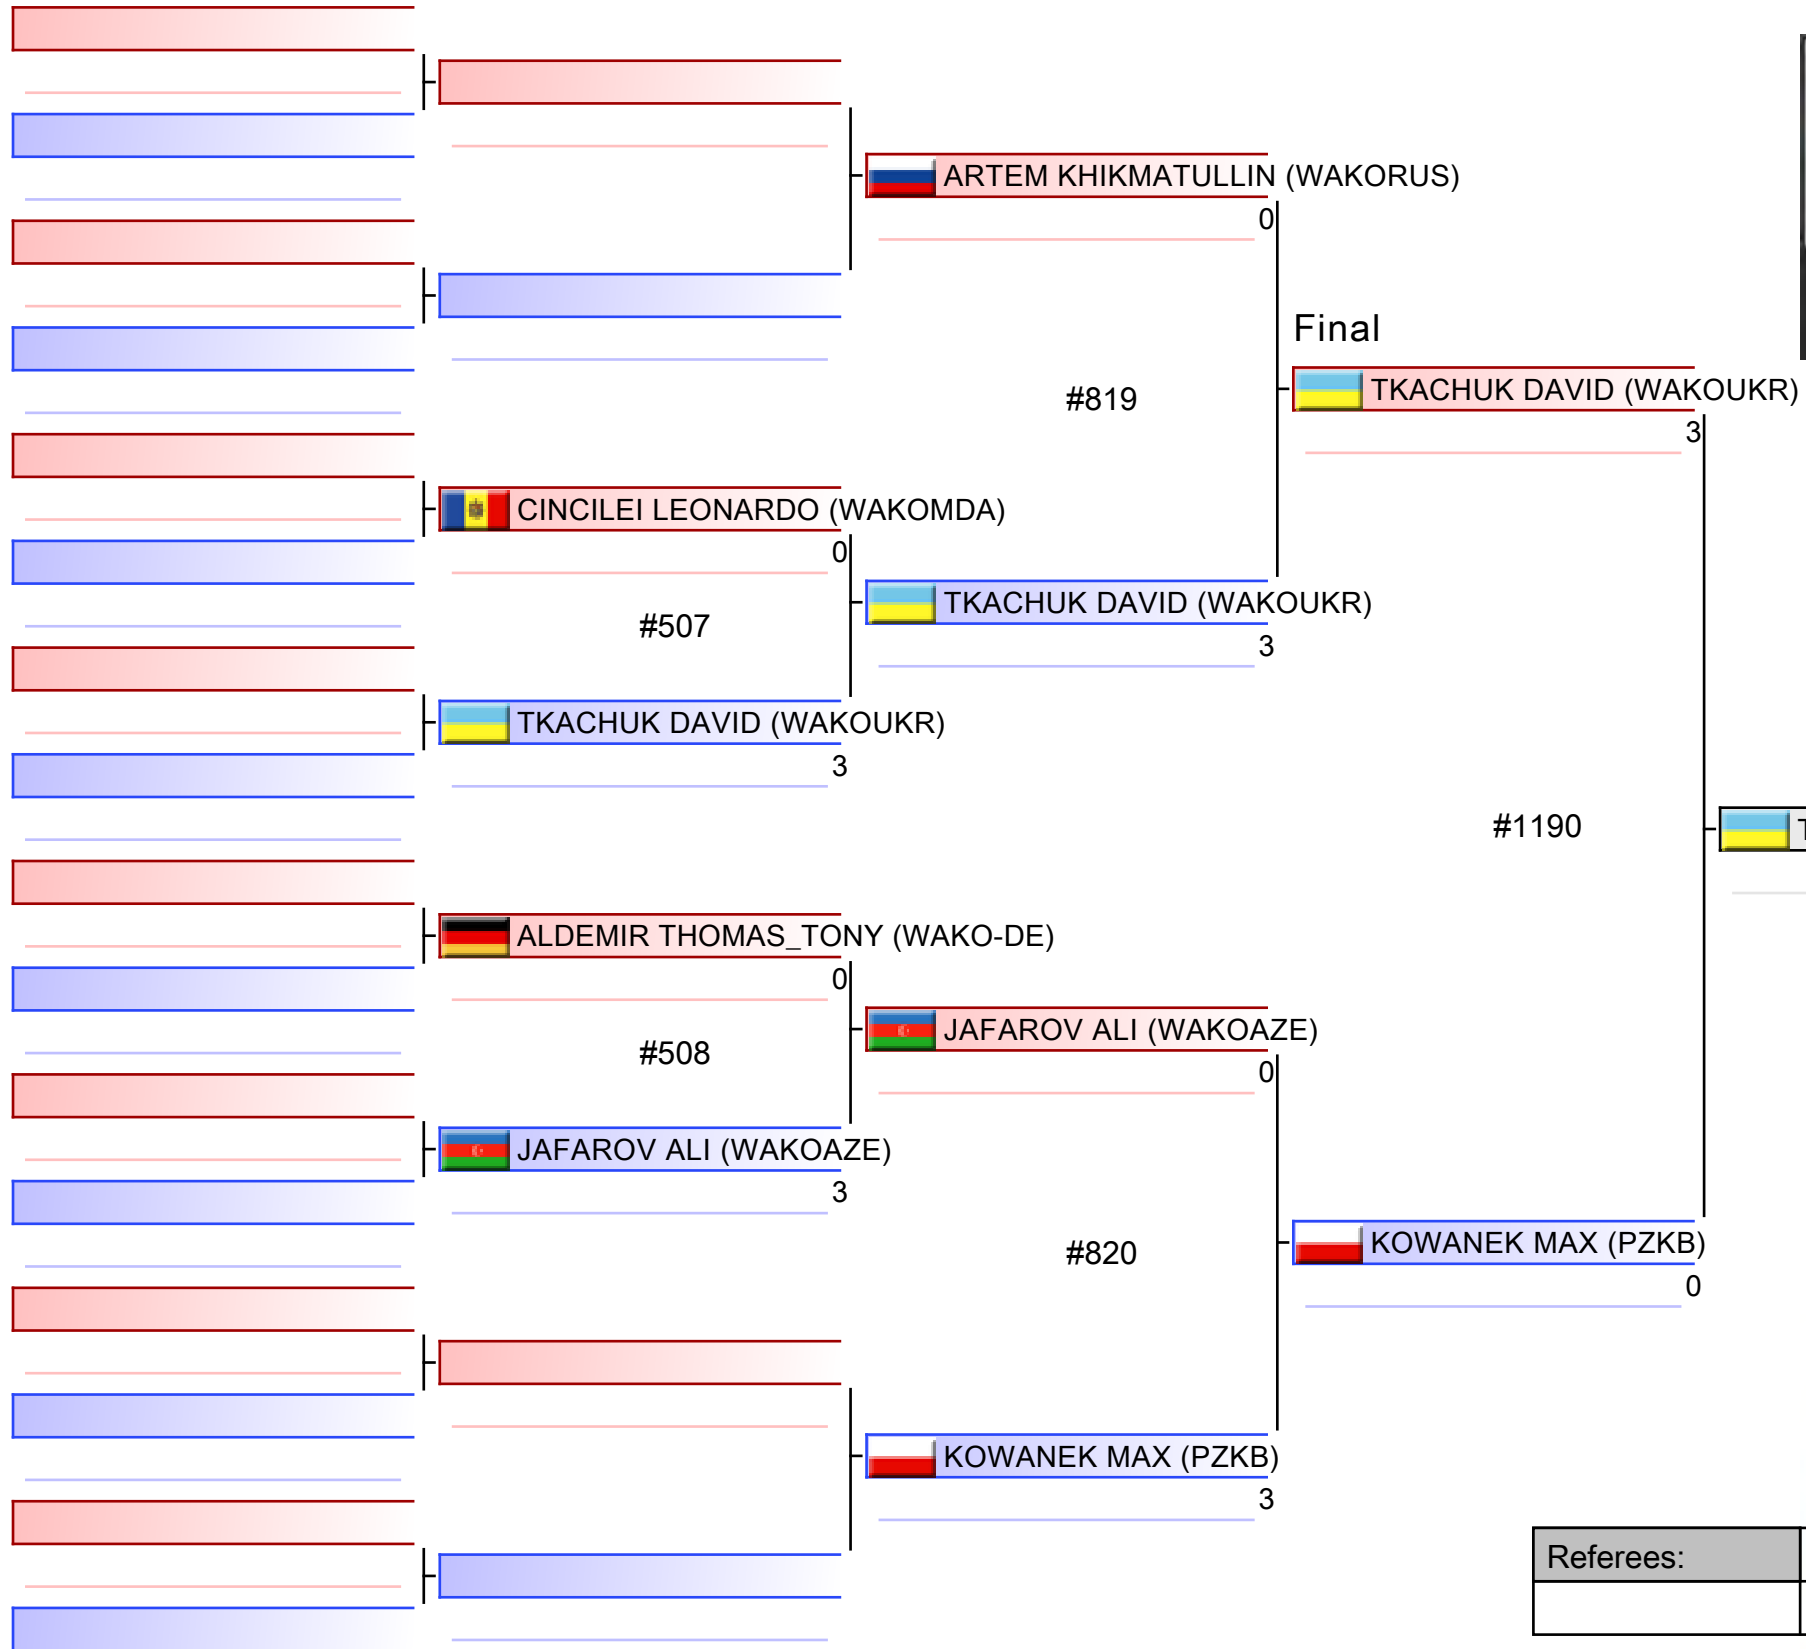 ARTEM KHIKMATULLIN (WAKORUS)
0
Final
#819
TKACHUK DAVID (WAKOUKR)
3
CINCILEI LEONARDO (WAKOMDA)
0
TKACHUK DAVID (WAKOUKR)
#507
3
TKACHUK DAVID (WAKOUKR)
3
#1190
T
ALDEMIR THOMAS_TONY (WAKO-DE)
0
JAFAROV ALI (WAKOAZE)
#508
0
JAFAROV ALI (WAKOAZE)
3
#820
KOWANEK MAX (PZKB)
0
KOWANEK MAX (PZKB)
3
Referees: